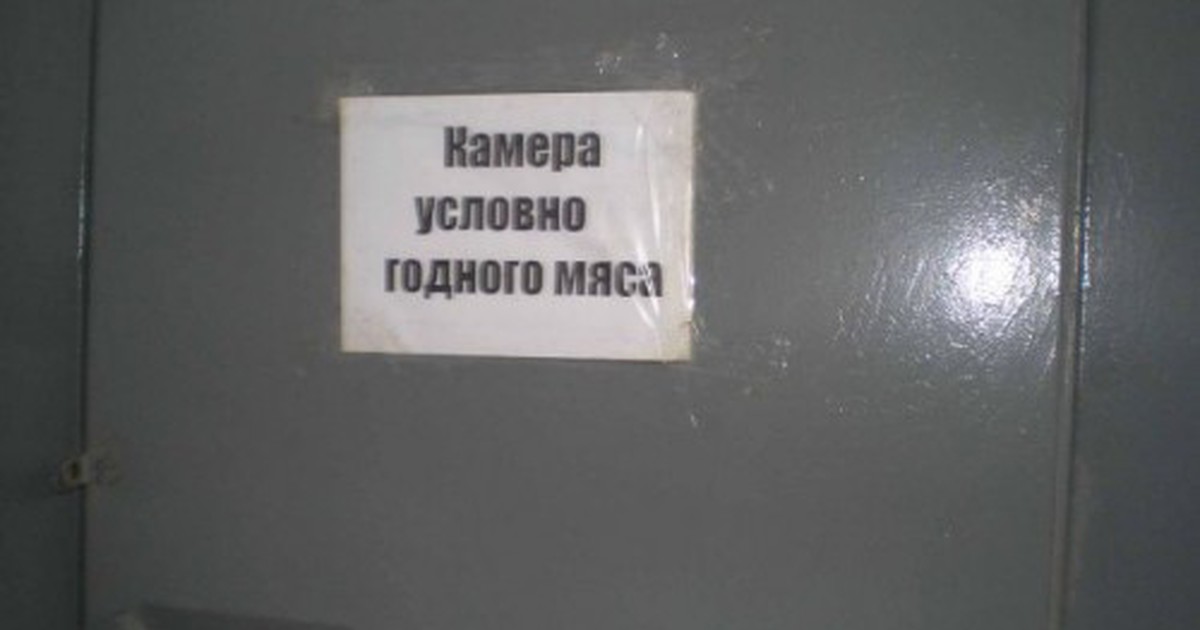 Камера
условно
годного мяса